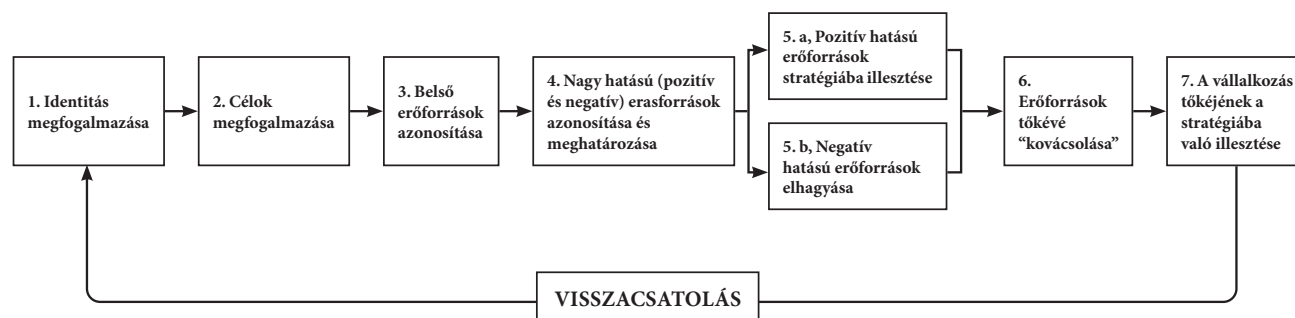 1. Identitás
megfogalmazása
2. Célok
megfogalmazása
3. Belső
erőforrások
azonosítása
4. Nagy hatású (pozitív
és negatív) erasforrások
azonosítása és
meghatározása
5. a, Pozitív hatású
erőforrások
stratégiába illesztése
5. b, Negatív
hatású erőforrások
elhagyása
6.
Erőforrások
tőkévé
“kovácsolása”
7. A vállalkozás
tőkéjének a
stratégiába
való illesztése
VISSZACSATOLÁS